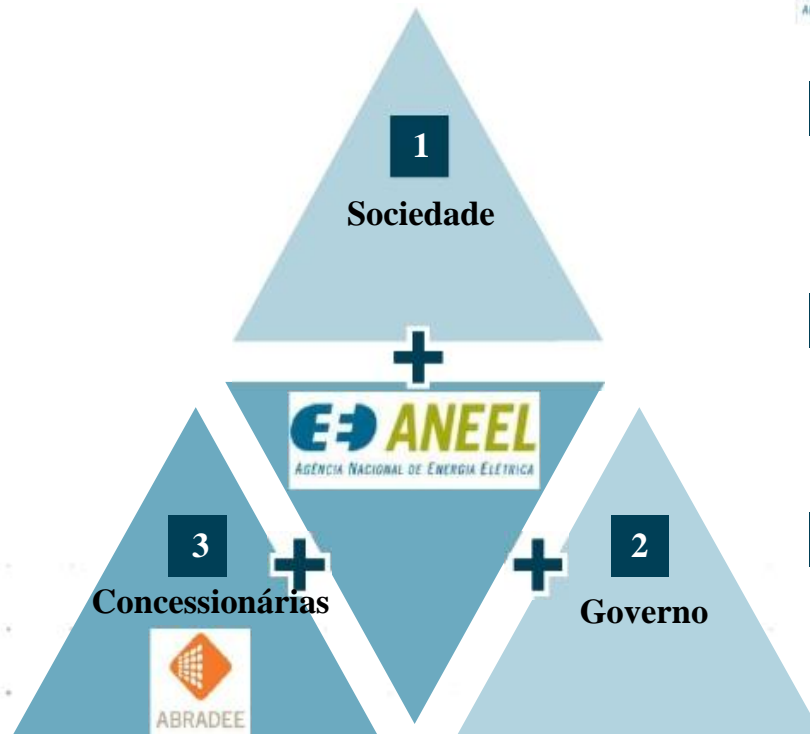 1
Sociedade
ANEEL
AGÊNCIA NACIONAL DE ENERGIA ELÉTRICA
3
Concessionárias
ABRADEE
2
Governo